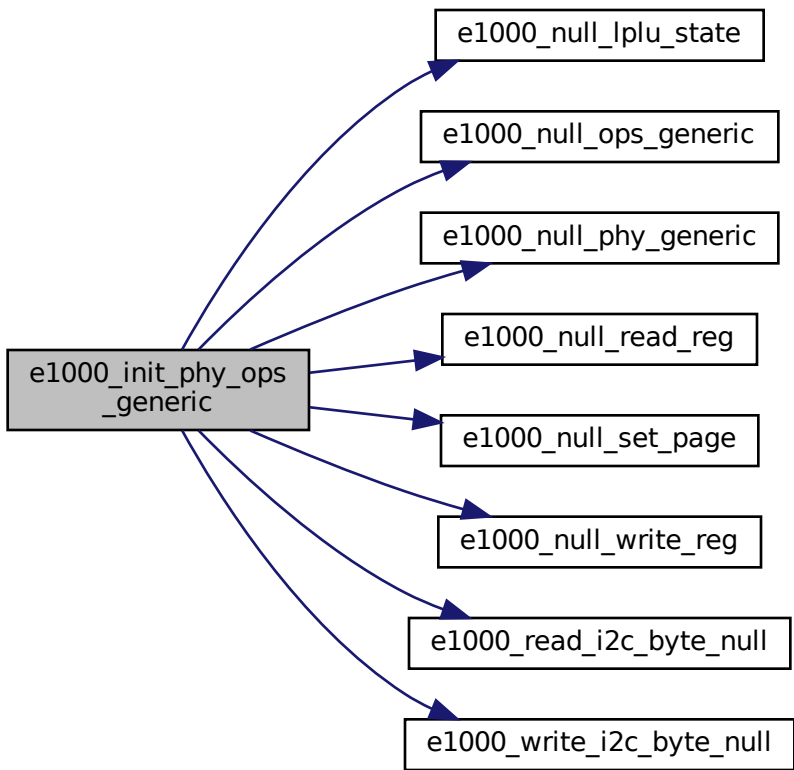 e1000_null_lplu_state
e1000_null_ops_generic
e1000_null_phy_generic
e1000_null_read_reg
e1000_init_phy_ops
_generic
e1000_null_set_page
e1000_null_write_reg
e1000_read_i2c_byte_null
e1000_write_i2c_byte_null